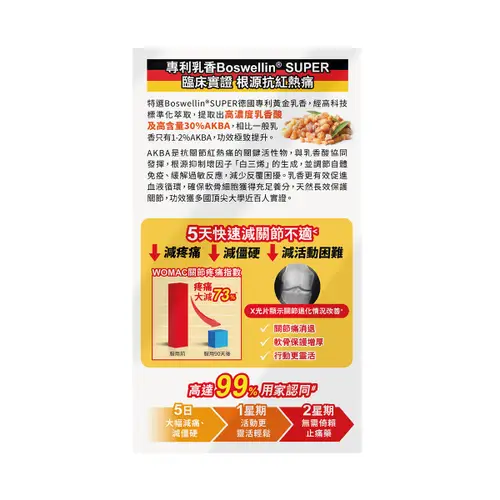 專利乳香Boswellin® SUPER
臨床實證 根源抗紅熱痛
特選Boswellin®SUPER德國專利黃金乳香，經高科技
標準化萃取，提取出高濃度乳香酸
及高含量30%AKBA，相比一般乳
香只有1-2%AKBA，功效極致提升。
AKBA是抗關節紅熱痛的關鍵活性物，與乳香酸協同
發揮，根源抑制壞因子「白三烯」的生成，並調節自體
免疫、緩解過敏反應，減少反覆困擾。乳香更有效促進
血液循環，確保軟骨細胞獲得充足養分，天然長效保護
關節，功效獲多國頂尖大學近百人實證。
5天快速減關節不適<
減疼痛 減僵硬 減活動困難
WOMAC關節疼痛指數
疼痛
大減73%
服用前 服用90天後
X光片顯示關節退化情況改善^
關節痛消退
軟骨保護增厚
行動更靈活
高達99%用家認同#
5日
大幅減痛、
減僵硬
1星期
活動更
靈活輕鬆
2星期
無需倚賴
止痛藥